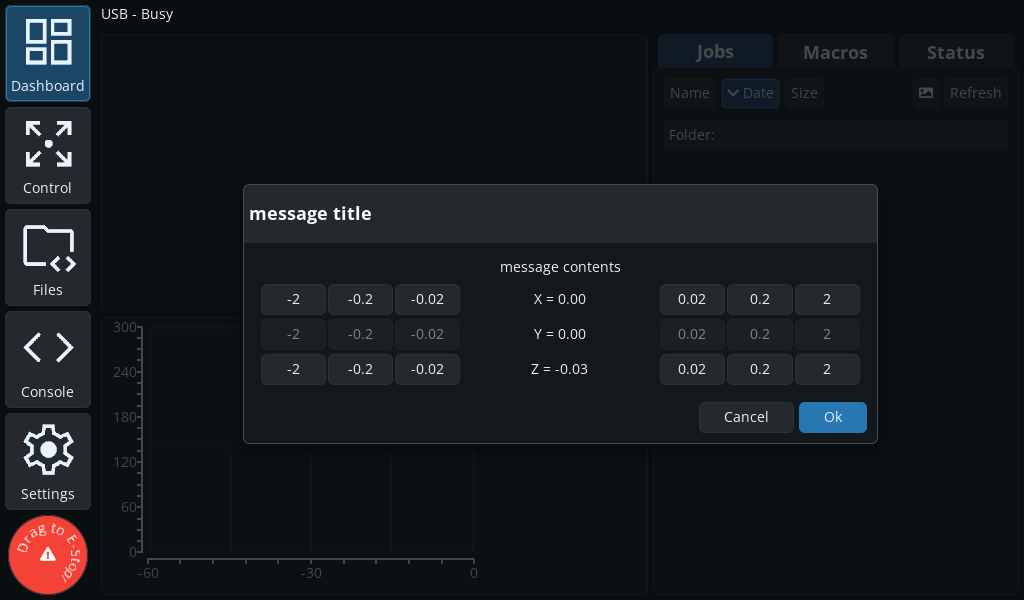 USB - Busy
Dashboard
Control
Files
Console
Settings
Drag to E-Stop!
Jobs Macros Status
Name Date Size Refresh
Folder:
message title
message contents
-2 -0.2 -0.02 X = 0.00 0.02 0.2 2
-2 -0.2 -0.02 Y = 0.00 0.02 0.2 2
-2 -0.2 -0.02 Z = -0.03 0.02 0.2 2
Cancel Ok
300
240
180
120
60
0
-60 -30 0